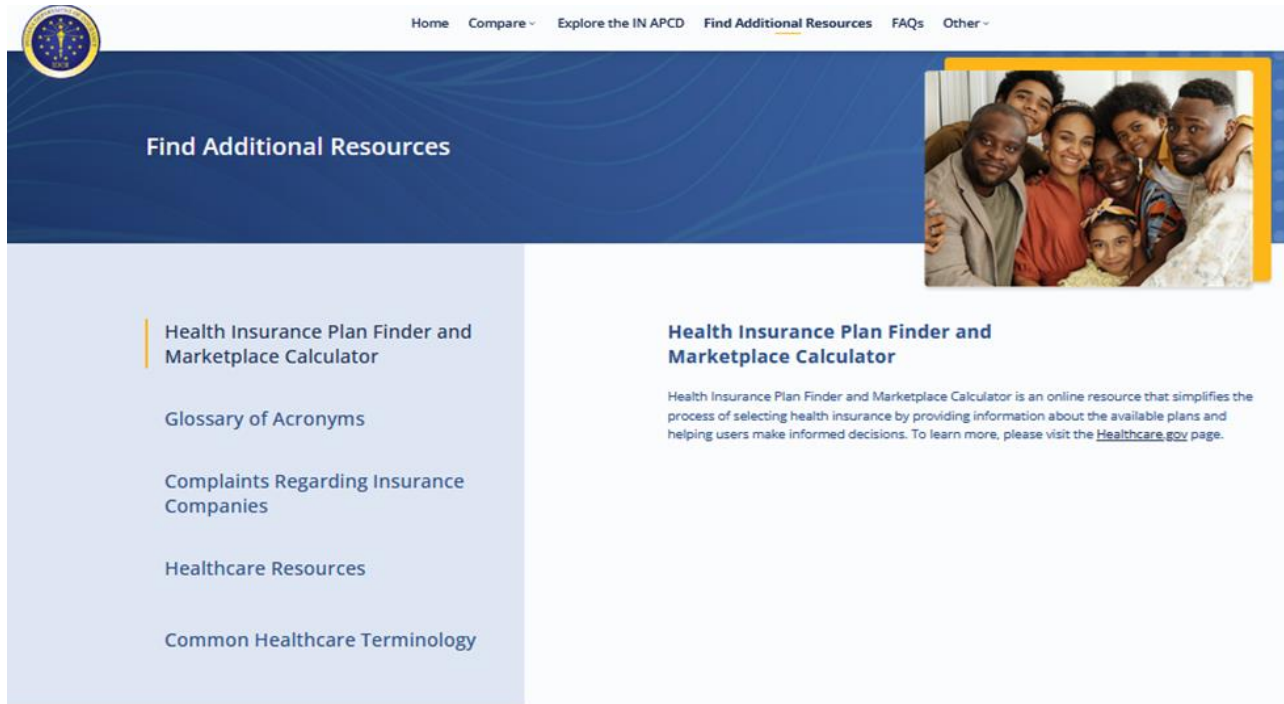 Home Compare Explore the IN APCD Find Additional Resources FAQs Other
Find Additional Resources
Health Insurance Plan Finder and
Marketplace Calculator
Glossary of Acronyms
Complaints Regarding Insurance
Companies
Healthcare Resources
Common Healthcare Terminology
Health Insurance Plan Finder and
Marketplace Calculator
Health Insurance Plan Finder and Marketplace Calculator is an online resource that simplifies the
process of selecting health insurance by providing information about the available plans and
helping users make informed decisions. To learn more, please visit the Healthcare.gov page.